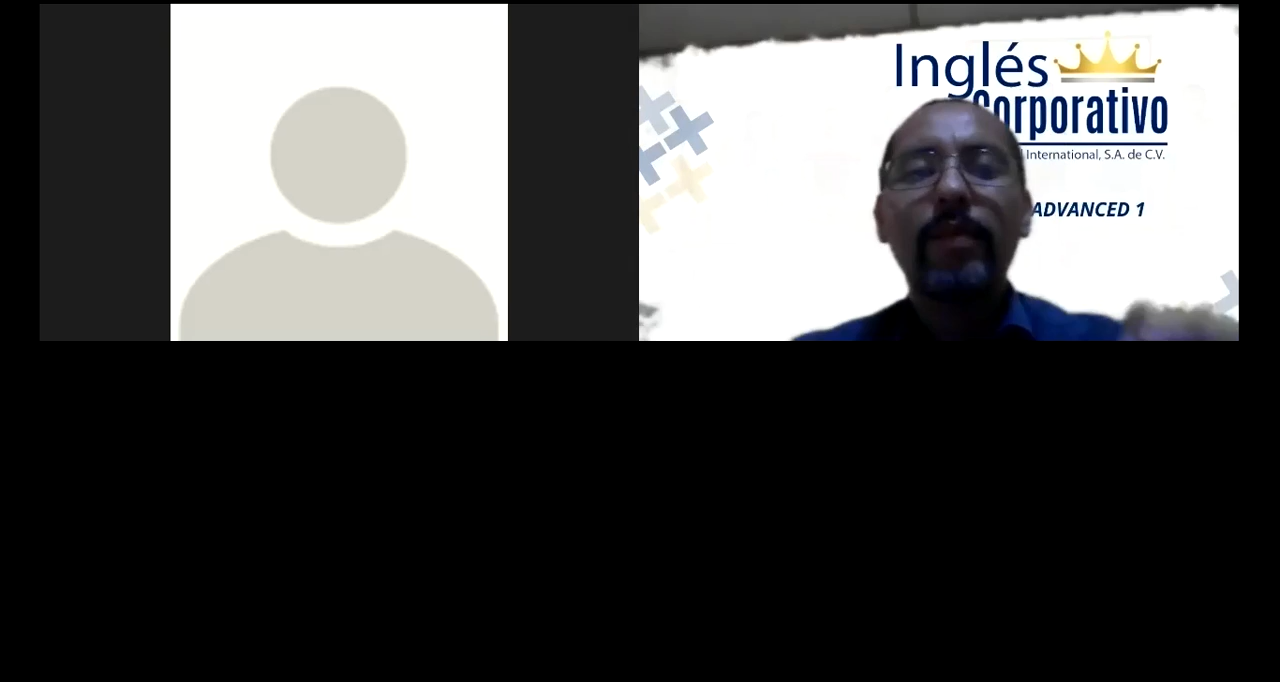 Inglés
Corporativo
International, S.A. de C.V.
ADVANCED 1